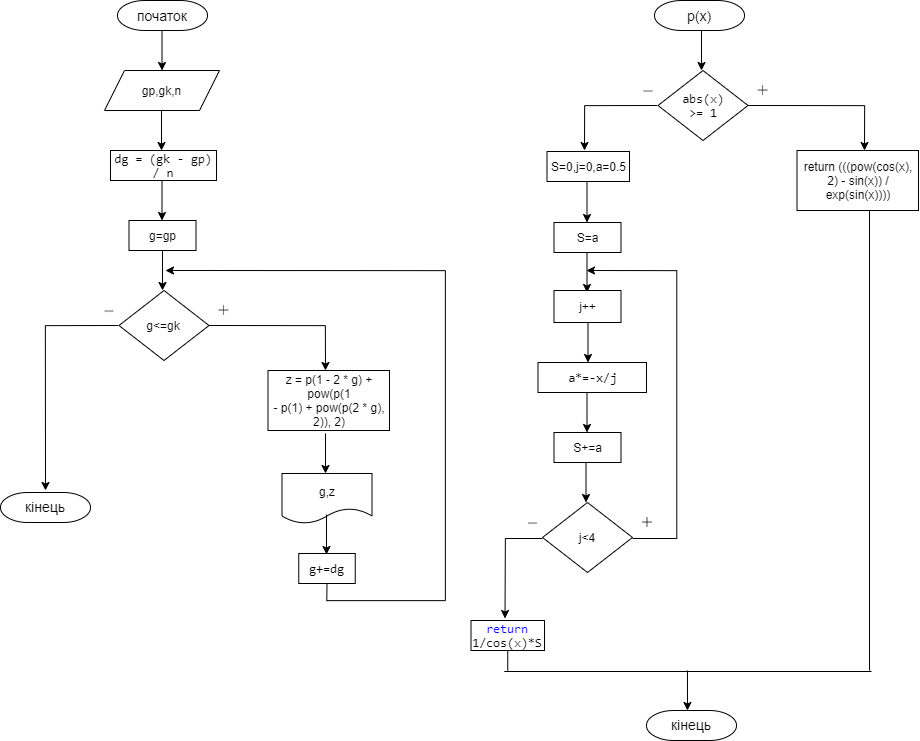 початок
gp,gk,n
dg = (gk - gp)
/ n
g=gp
g<=gk
−
+
z = p(1 - 2 * g) +
pow(p(1
- p(1) + pow(p(2 * g),
2)), 2)
g,z
g+=dg
кінець
p(x)
abs(x)
>= 1
−
+
S=0,j=0,a=0.5
return (((pow(cos(x),
2) - sin(x)) /
exp(sin(x))))
S=a
j++
a*=-x/j
S+=a
j<4
−
+
return
1/cos(x)*S
кінець